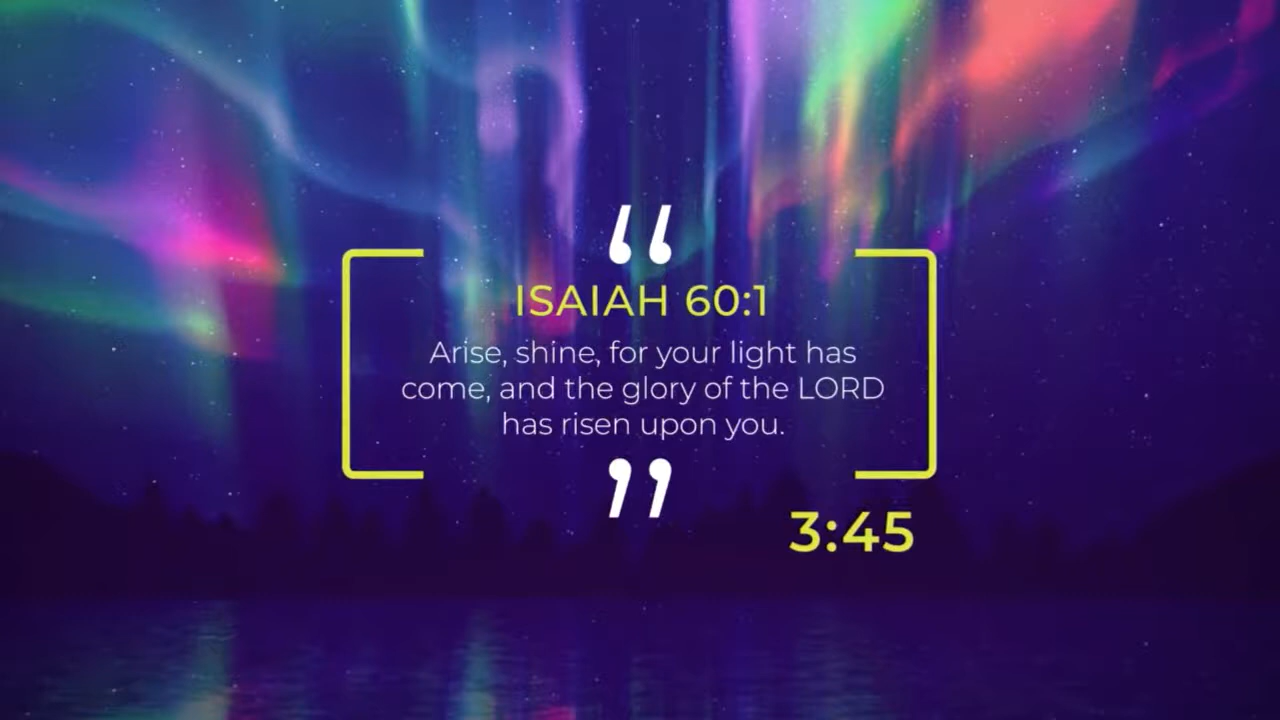 “
ISAIAH 60:1
Arise, shine, for your light has
come, and the glory of the LORD
has risen upon you.
”
3:45